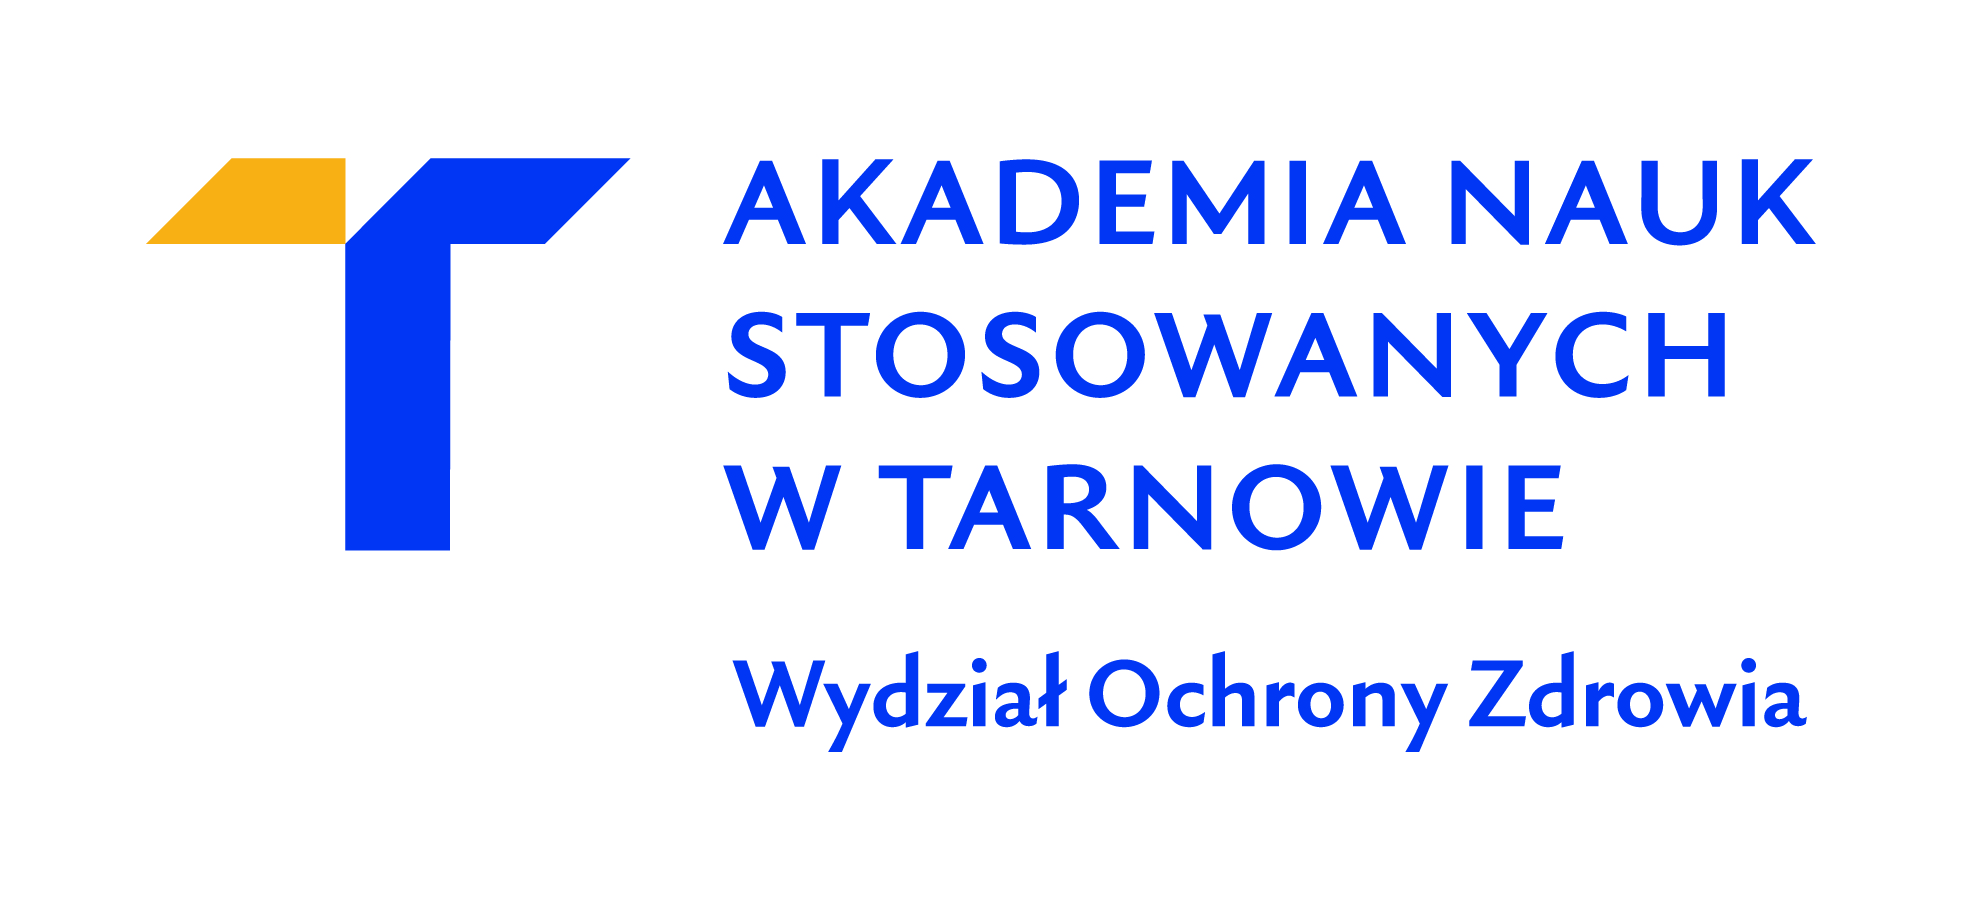 AKADEMIA NAUK
STOSOWANYCH
W TARNOWIE
Wydział Ochrony Zdrowia